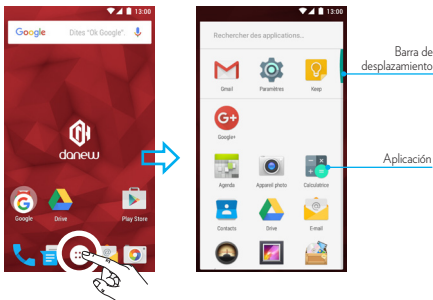 13:00
Google Dites "Ok Google".
danew
Google Drive Play Store
13:00
Rechercher des applications...
Gmail Paramètres Keep
G+
Google+
Agenda Appareil photo Calculatrice
Contacts Drive E-mail
Barra de
desplazamiento
Aplicación